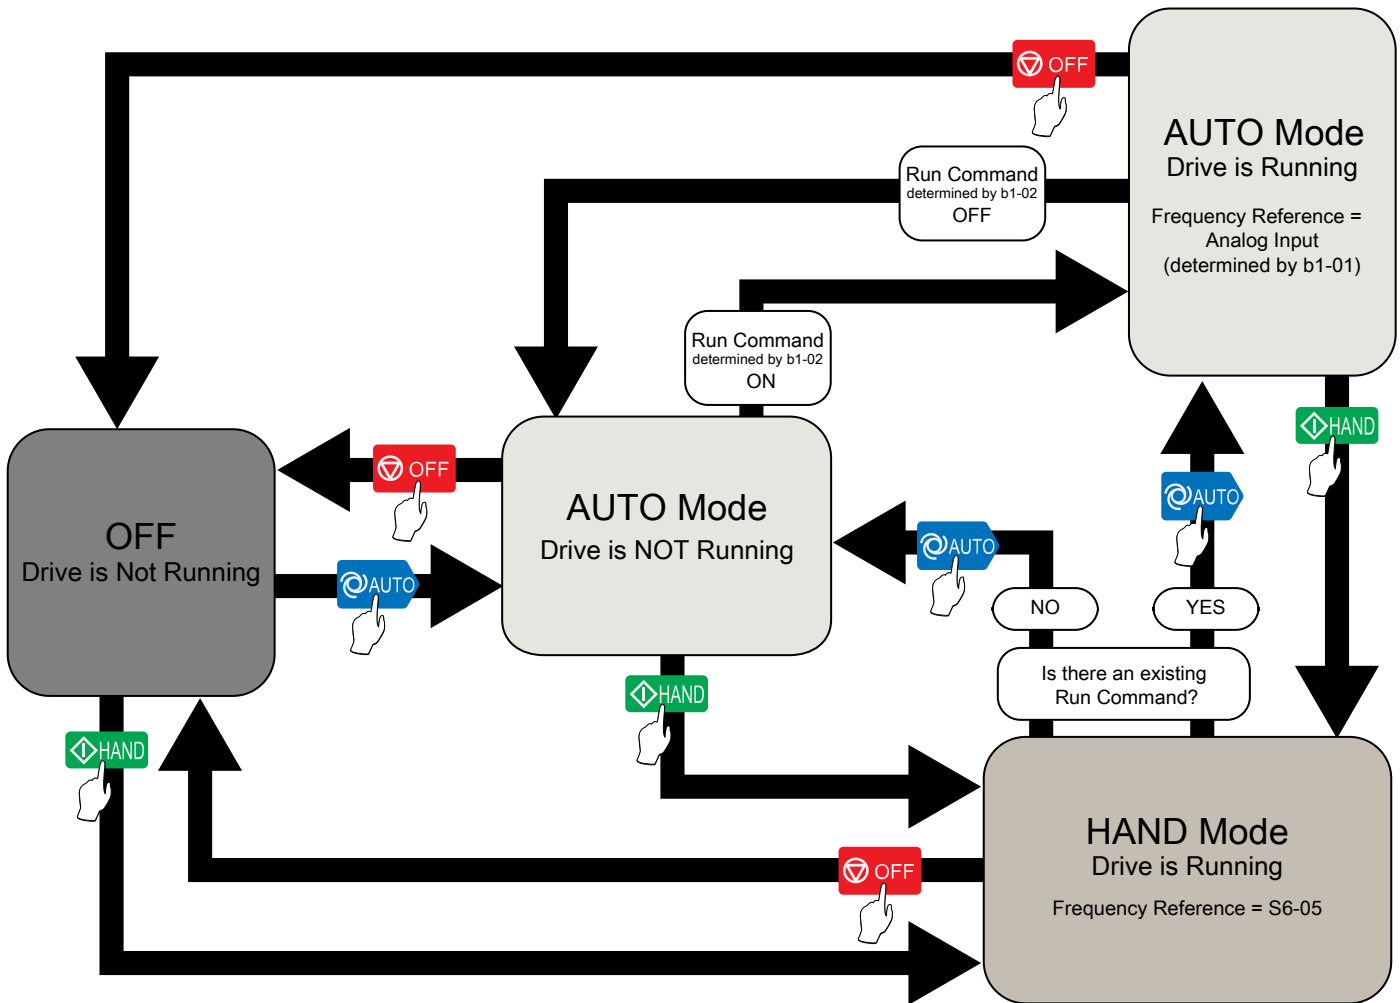 OFF
AUTO Mode
Drive is Running
Frequency Reference =
Analog Input
(determined by b1-01)
Run Command
determined by b1-02
OFF
Run Command
determined by b1-02
ON
HAND
OFF
AUTO
AUTO Mode
Drive is NOT Running
AUTO
OFF
Drive is Not Running
AUTO
NO
YES
Is there an existing
Run Command?
HAND
HAND
HAND Mode
Drive is Running
Frequency Reference = S6-05
OFF